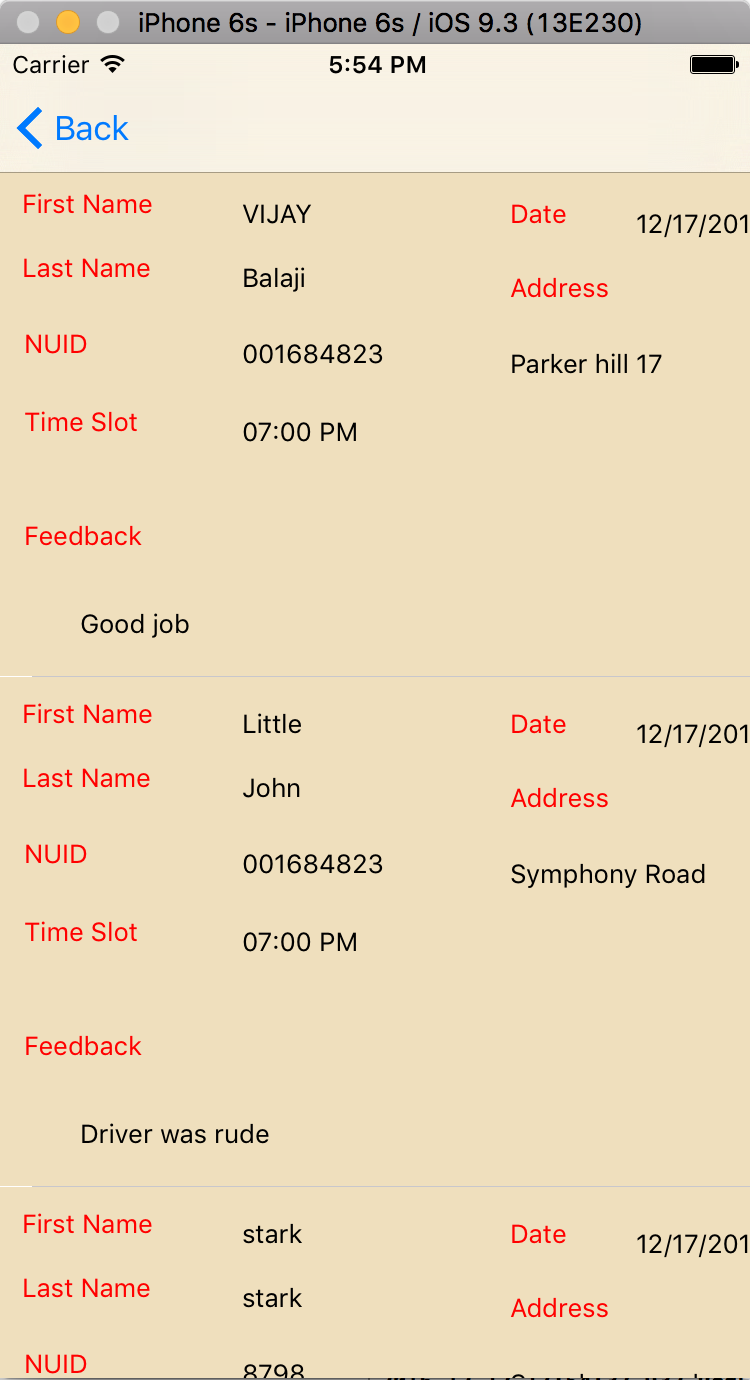 iPhone 6s - iPhone 6s / iOS 9.3 (13E230)
Carrier 5:54 PM
Back
First Name VIJAY Date 12/17/201
Last Name Balaji Address
NUID 001684823 Parker hill 17
Time Slot 07:00 PM
Feedback
Good job
First Name Little Date 12/17/201
Last Name John Address
NUID 001684823 Symphony Road
Time Slot 07:00 PM
Feedback
Driver was rude
First Name stark Date 12/17/201
Last Name stark Address
NUID 8798